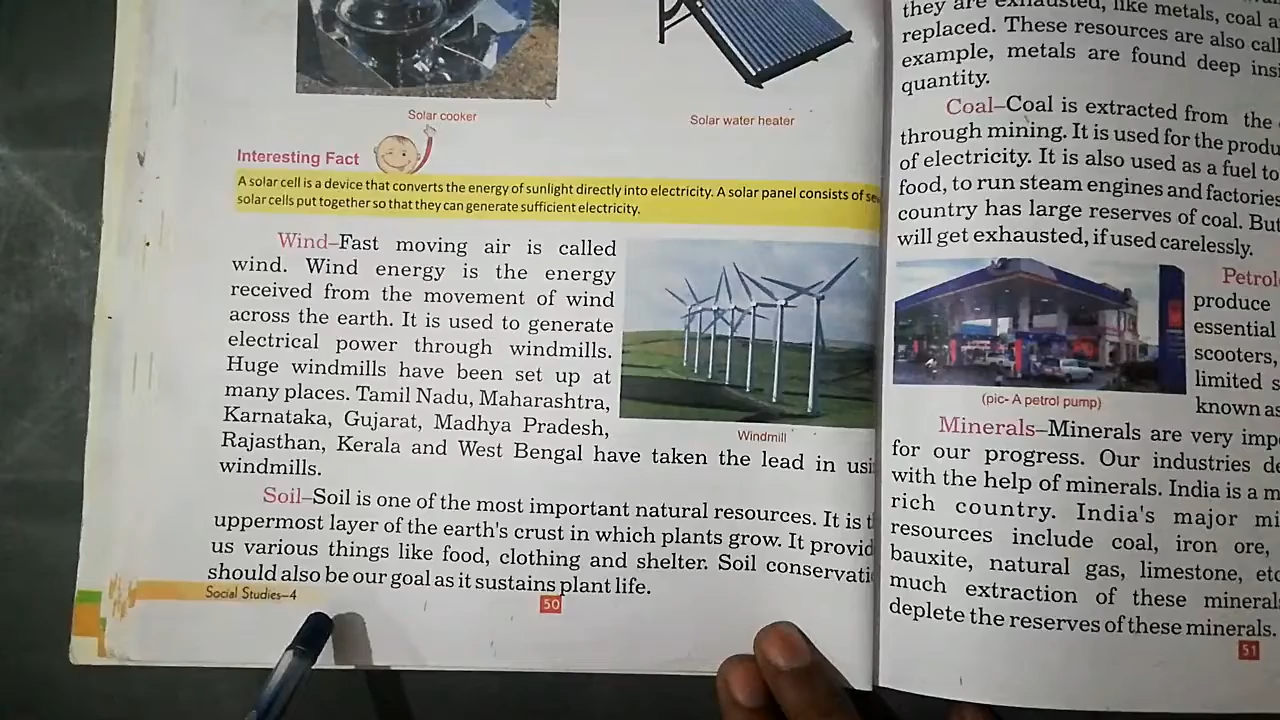 Solar cooker
Solar water heater
Interesting Fact
A solar cell is a device that converts the energy of sunlight directly into electricity. A solar panel consists of
solar cells put together so that they can generate sufficient electricity.
Wind–Fast moving air is called
wind. Wind energy is the energy
received from the movement of wind
across the earth. It is used to generate
electrical power through windmills.
Huge windmills have been set up at
many places. Tamil Nadu, Maharashtra,
Karnataka, Gujarat, Madhya Pradesh,
Rajasthan, Kerala and West Bengal have taken the lead in
windmills.
Windmill
Soil–Soil is one of the most important natural resources. It is
uppermost layer of the earth's crust in which plants grow. It
us various things like food, clothing and shelter. Soil
should also be our goal as it sustains plant life.
Social Studies–4
50
they are exhausted, like metals, coal
replaced. These resources are also
example, metals are found deep
quantity.
Coal–Coal is extracted from the
through mining. It is used for the
of electricity. It is also used as a fuel to
food, to run steam engines and factories
country has large reserves of coal. But
will get exhausted, if used carelessly.
(pic- A petrol pump)
Petrol
produce
essential
scooters,
limited
known as
Minerals–Minerals are very
for our progress. Our industries
with the help of minerals. India is a
rich country. India's major
resources include coal, iron ore,
bauxite, natural gas, limestone,
much extraction of these
deplete the reserves of these minerals.
51